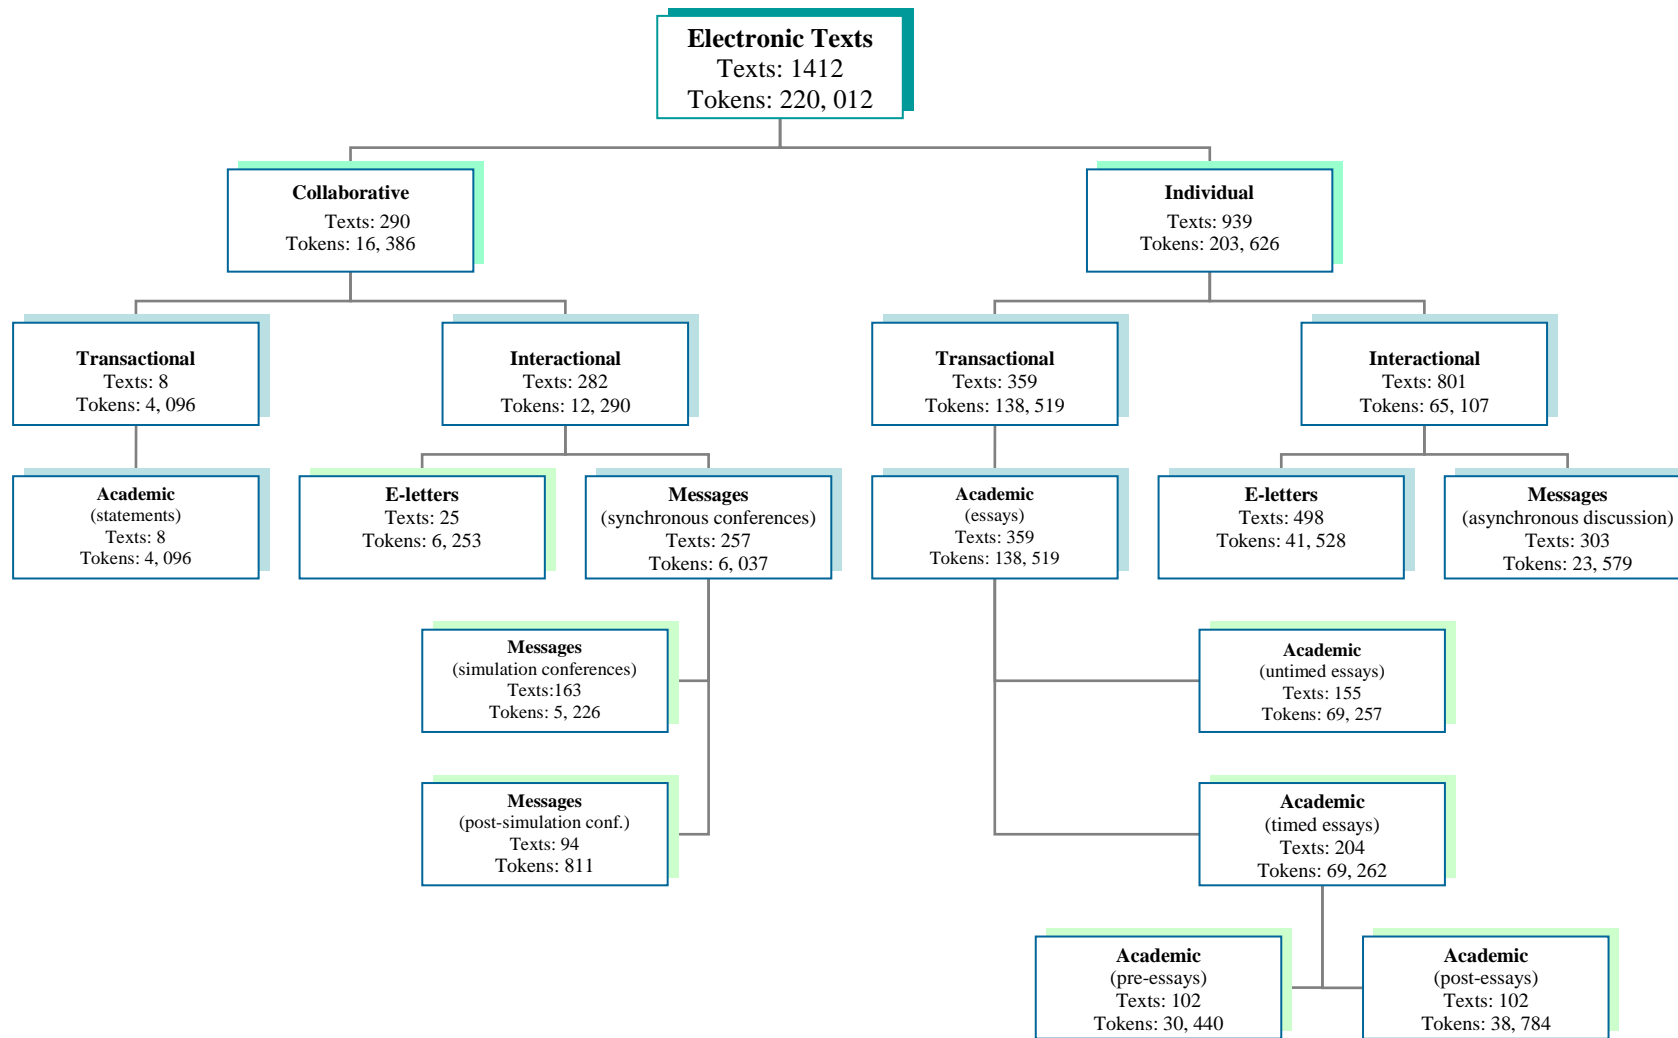 Electronic Texts
Texts: 1412
Tokens: 220, 012
Collaborative
Texts: 290
Tokens: 16, 386
Individual
Texts: 939
Tokens: 203, 626
Transactional
Texts: 8
Tokens: 4, 096
Interactional
Texts: 282
Tokens: 12, 290
Transactional
Texts: 359
Tokens: 138, 519
Interactional
Texts: 801
Tokens: 65, 107
Academic
(statements)
Texts: 8
Tokens: 4, 096
E-letters
Texts: 25
Tokens: 6, 253
Messages
(synchronous conferences)
Texts: 257
Tokens: 6, 037
Academic
(essays)
Texts: 359
Tokens: 138, 519
E-letters
Texts: 498
Tokens: 41, 528
Messages
(asynchronous discussion)
Texts: 303
Tokens: 23, 579
Messages
(simulation conferences)
Texts:163
Tokens: 5, 226
Academic
(untimed essays)
Texts: 155
Tokens: 69, 257
Messages
(post-simulation conf.)
Texts: 94
Tokens: 811
Academic
(timed essays)
Texts: 204
Tokens: 69, 262
Academic
(pre-essays)
Texts: 102
Tokens: 30, 440
Academic
(post-essays)
Texts: 102
Tokens: 38, 784